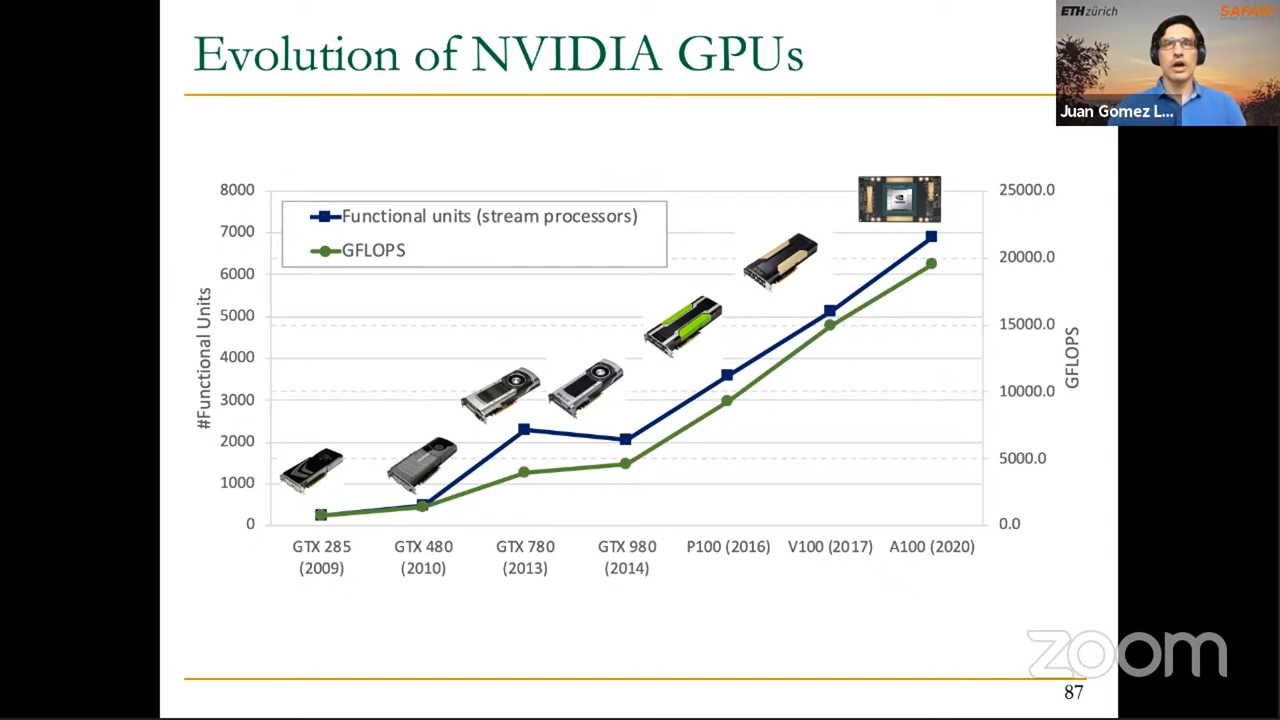 Evolution of NVIDIA GPUs
ETH zürich
SAFARI
Juan Gomez L...
Functional units (stream processors)
GFLOPS
8000
7000
6000
5000
4000
3000
2000
1000
0
#Functional Units
25000.0
20000.0
15000.0
10000.0
5000.0
0.0
GFLOPS
GTX 285
(2009)
GTX 480
(2010)
GTX 780
(2013)
GTX 980
(2014)
P100 (2016)
V100 (2017)
A100 (2020)
zoom
87